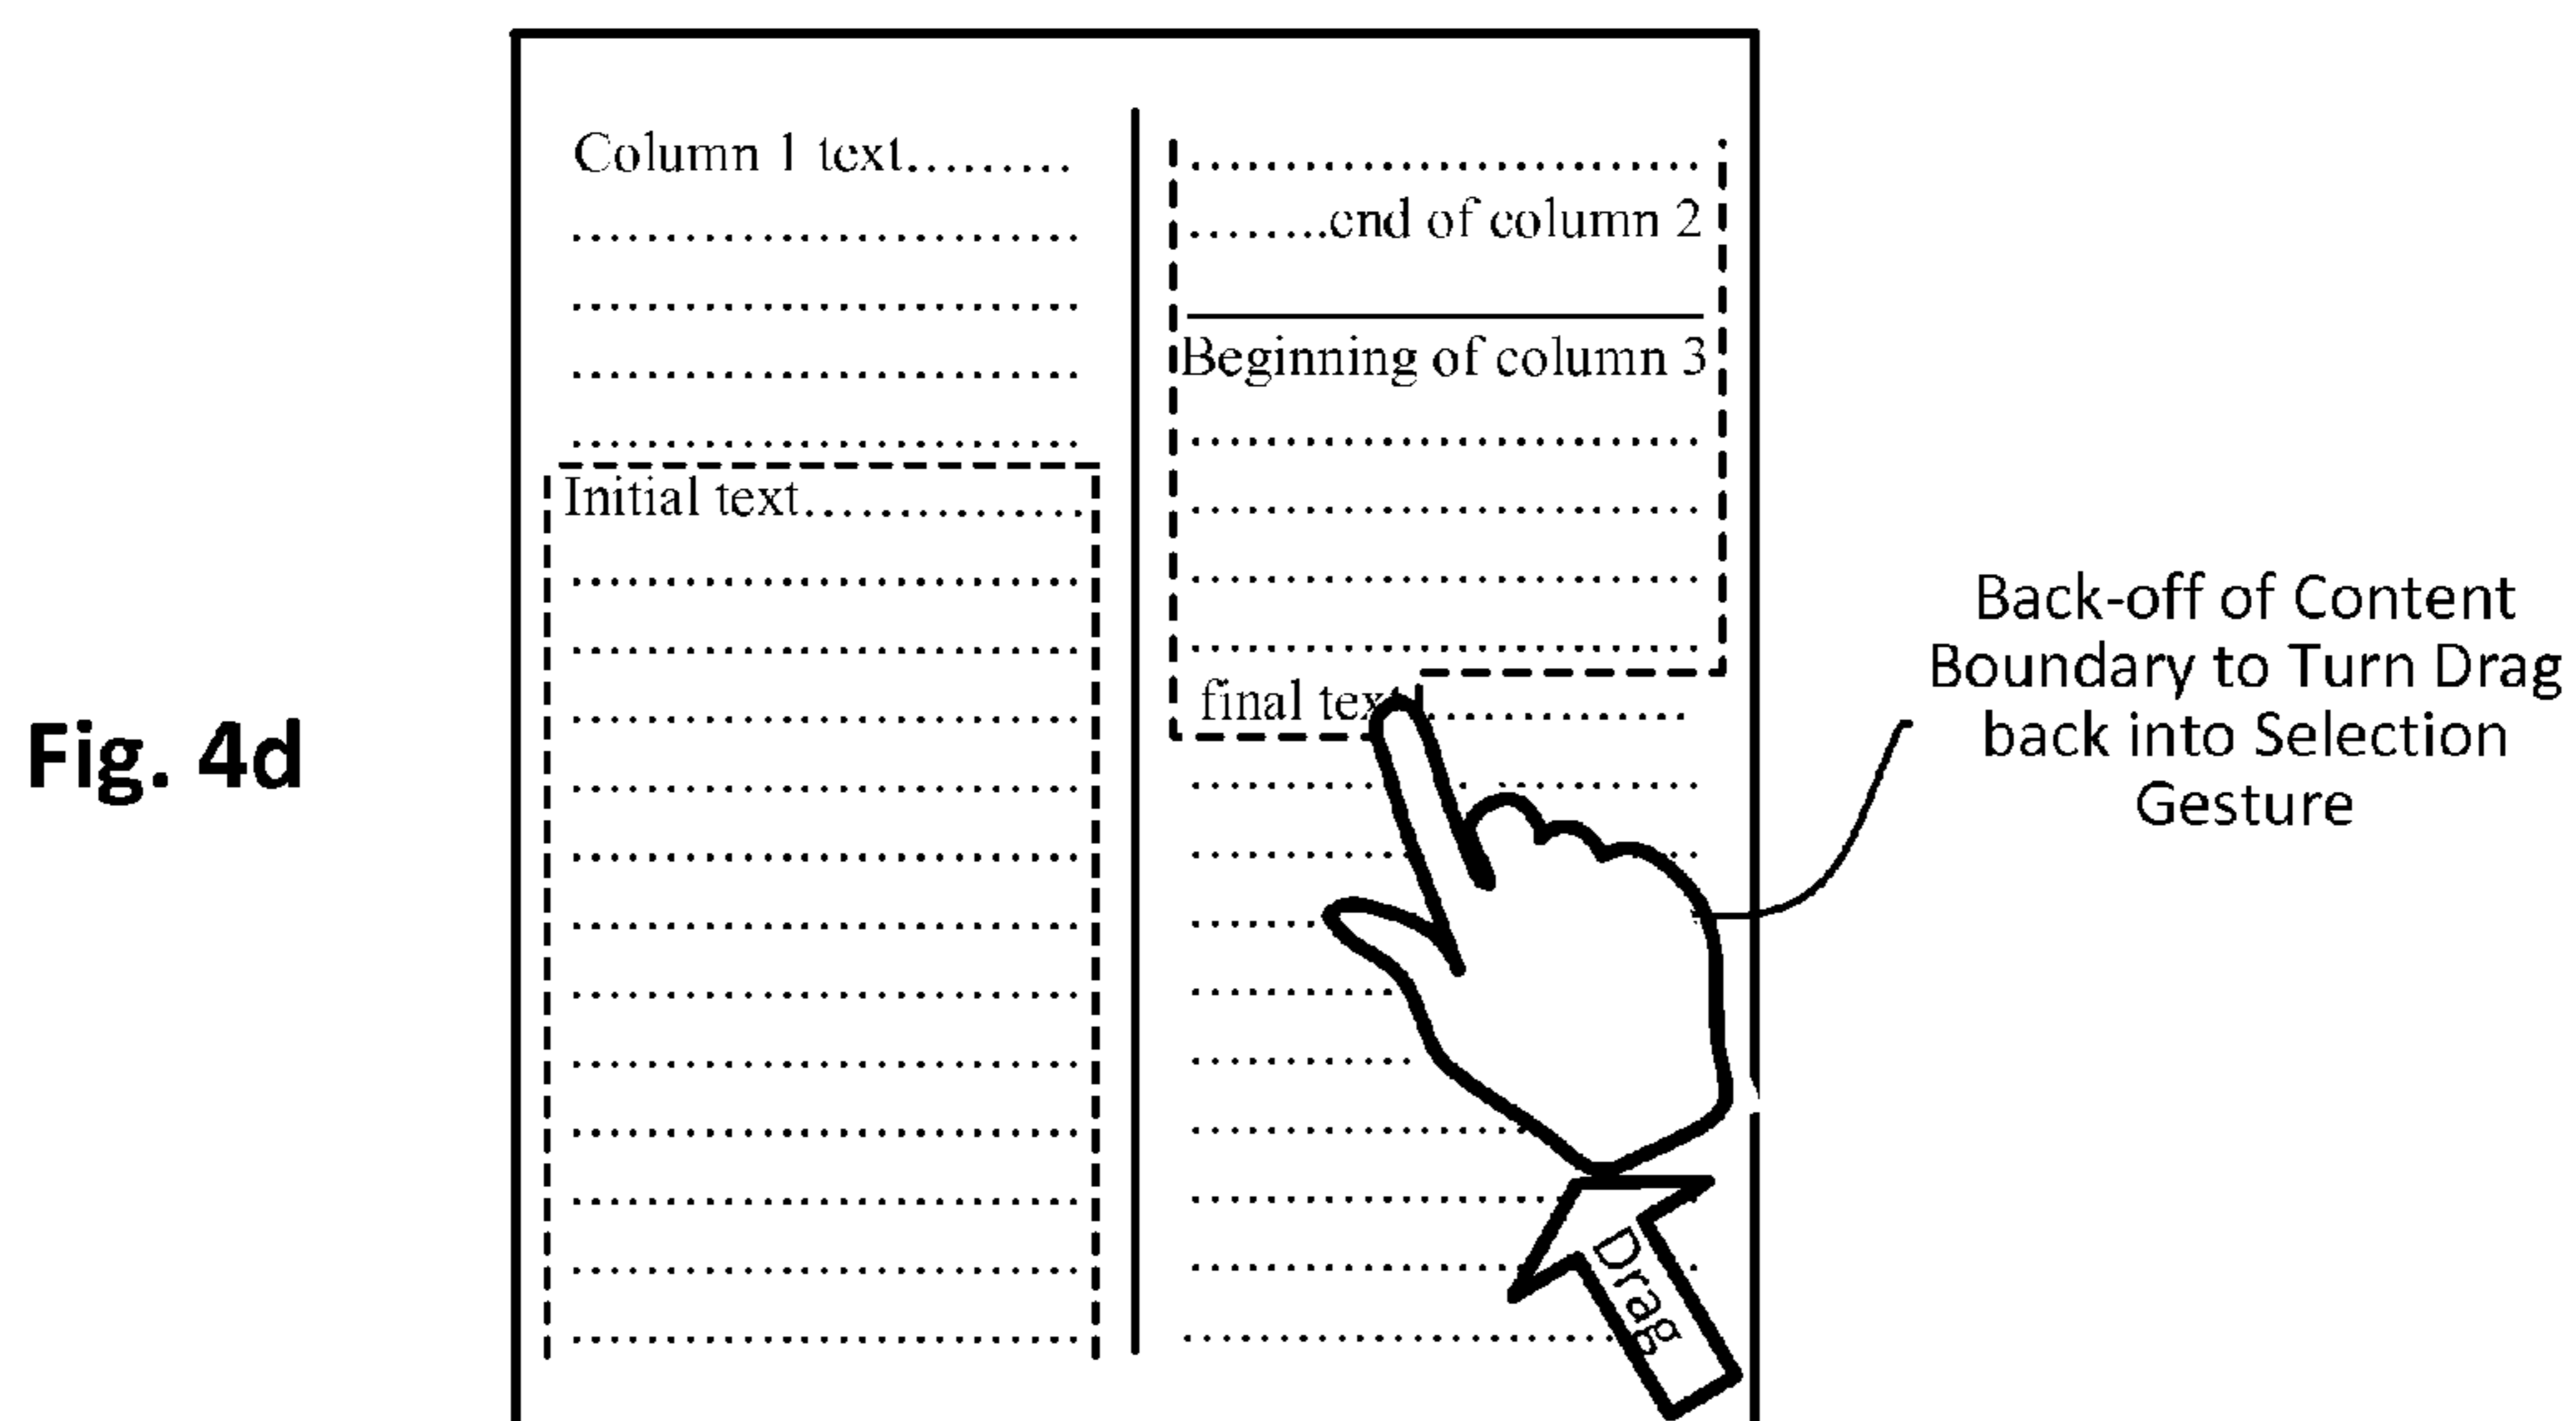 Column 1 text.........
Initial text...............
........end of column 2
Beginning of column 3
final text
Drag
Fig. 4d
Back-off of Content
Boundary to Turn Drag
back into Selection
Gesture